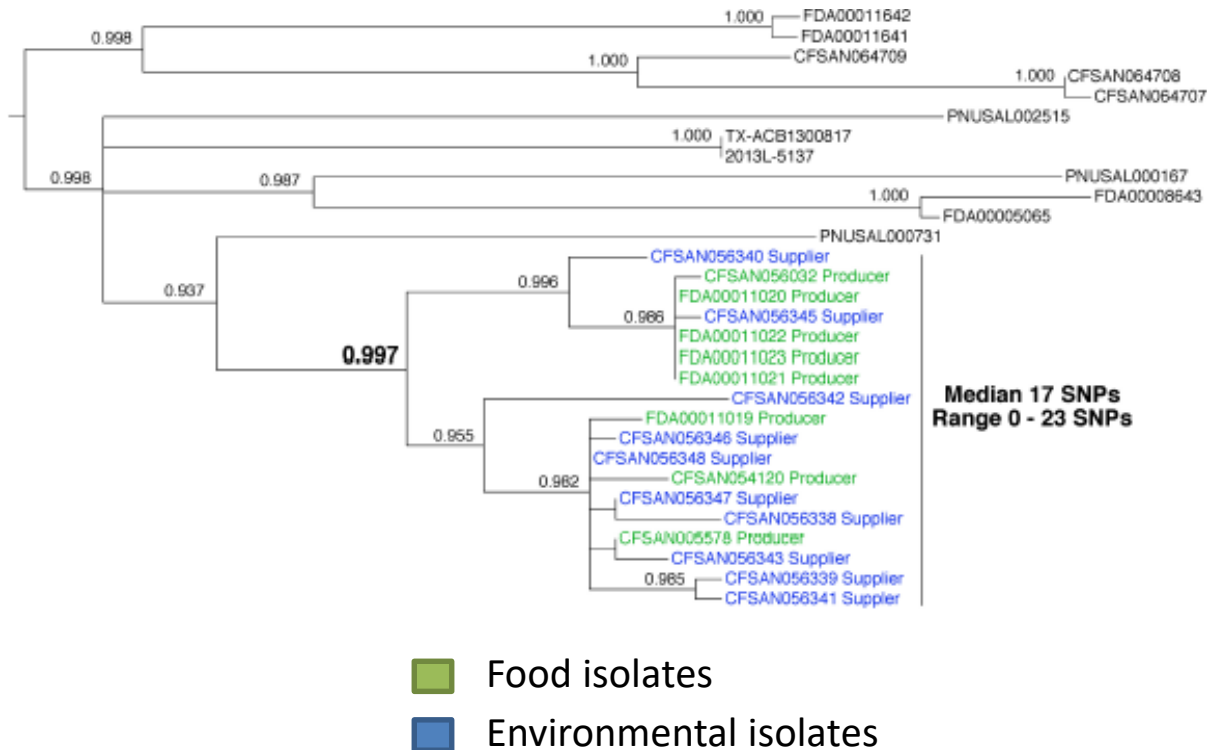 1.000
FDA00011642
0.998
FDA00011641
1.000
CFSAN064709
1.000
CFSAN064708
CFSAN064707
PNUSAL002515
1.000
TX-ACB1300817
2013L-5137
0.998
0.987
PNUSAL000167
1.000
FDA00008643
FDA00005065
PNUSAL000731
CFSAN056340 Supplier
0.996
CFSAN056032 Producer
0.937
FDA00011020 Producer
0.986
CFSAN056345 Supplier
FDA00011022 Producer
0.997
FDA00011023 Producer
FDA00011021 Producer
Median 17 SNPs
Range 0 - 23 SNPs
CFSAN056342 Supplier
FDA00011019 Producer
0.955
CFSAN056346 Supplier
CFSAN056348 Supplier
0.982
CFSAN054120 Producer
CFSAN056347 Supplier
CFSAN056338 Supplier
CFSAN005578 Producer
CFSAN056343 Supplier
0.985
CFSAN056339 Supplier
CFSAN056341 Suppler
Food isolates
Environmental isolates